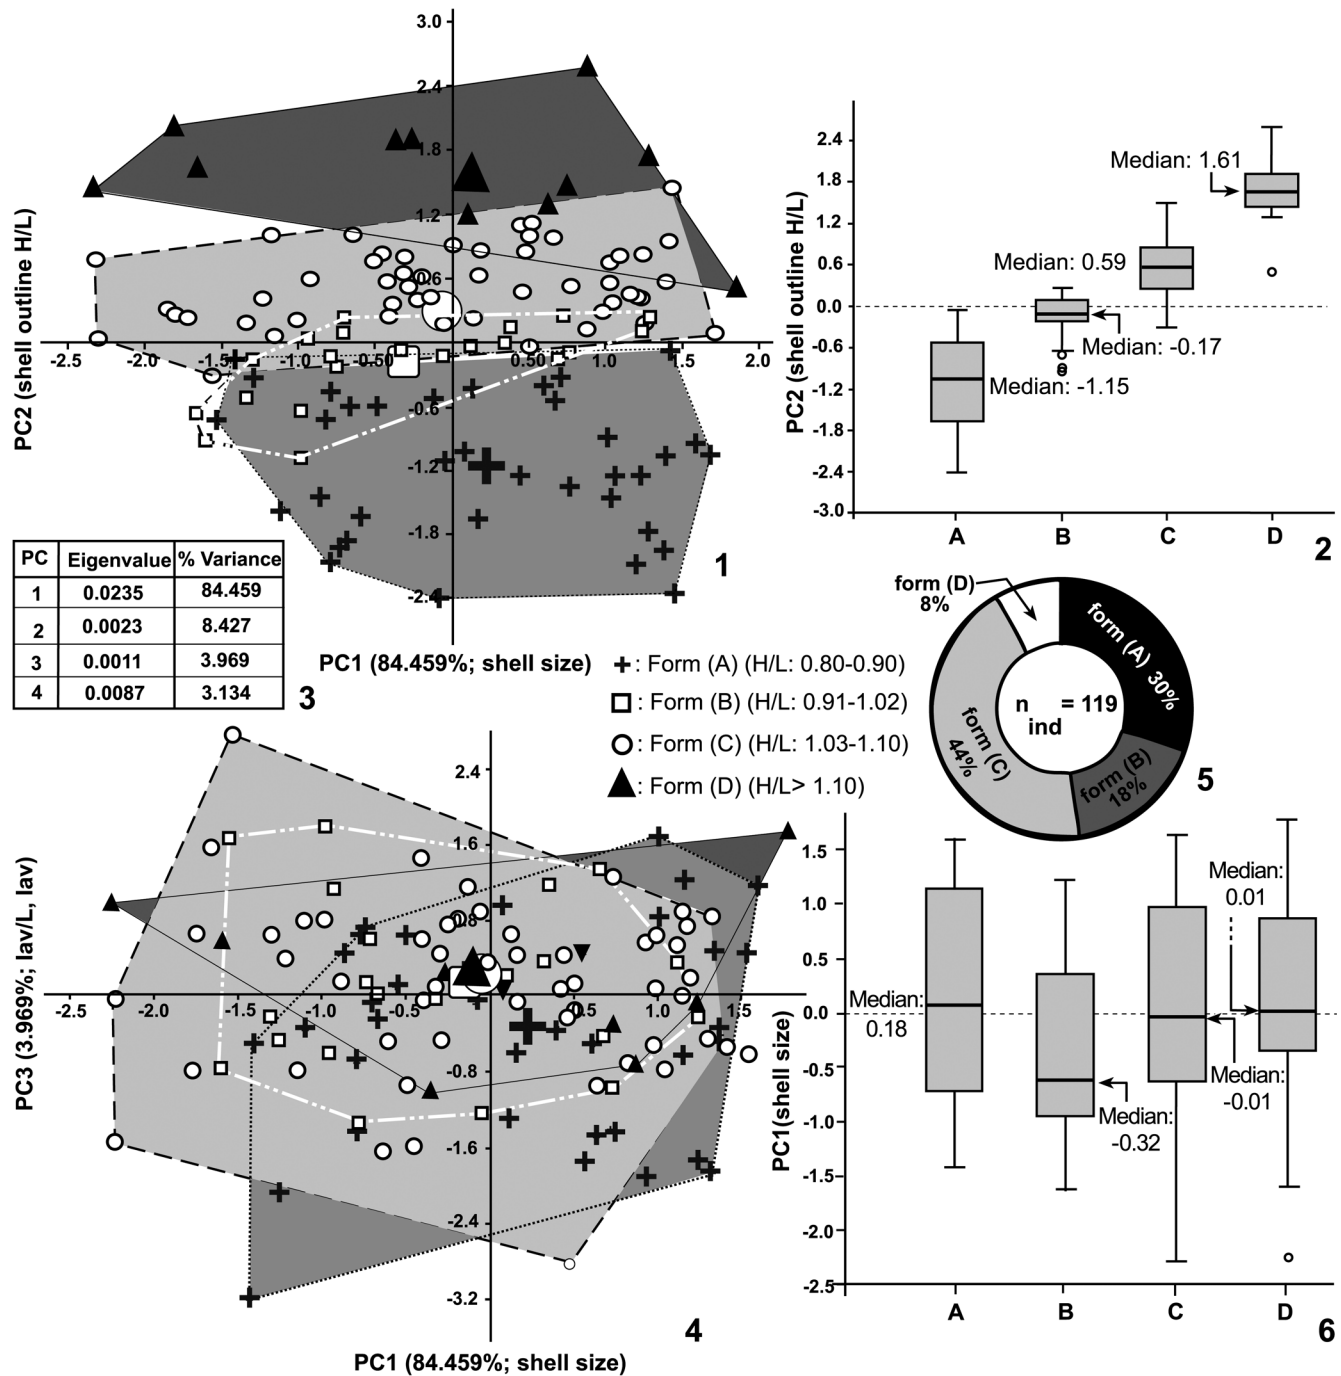 3.0
2.4
1.8
1.2
0.6
-0.6
-1.2
-1.8
-2.4
-2.5
-2.0
-1.5
-1.0
-0.50
0.50
1.0
1.5
2.0
PC2 (shell outline H/L)
PC1 (84.459%; shell size)
1
2.4
1.8
1.2
0.6
0.0
-0.6
-1.2
-1.8
-2.4
-3.0
PC2 (shell outline H/L)
Median: 1.61
Median: 0.59
Median: -0.17
Median: -1.15
A
B
C
D
2
PC Eigenvalue % Variance
1 0.0235 84.459
2 0.0023 8.427
3 0.0011 3.969
4 0.0087 3.134
3
: Form (A) (H/L: 0.80-0.90)
: Form (B) (H/L: 0.91-1.02)
: Form (C) (H/L: 1.03-1.10)
: Form (D) (H/L> 1.10)
form (D)
8%
form (A) 30%
form (B)
18%
form (C)
44%
n
ind
= 119
5
2.4
1.6
0.8
-0.8
-1.6
-2.4
-3.2
-2.5
-2.0
-1.5
-1.0
-0.5
0.5
1.0
15
PC3 (3.969%; lav/L, lav)
PC1 (84.459%; shell size)
4
1.5
1.0
0.5
0.0
-0.5
-1.0
-1.5
-2.0
-2.5
PC1(shell size)
Median:
0.18
Median:
-0.32
Median:
-0.01
Median:
0.01
A
B
C
D
6